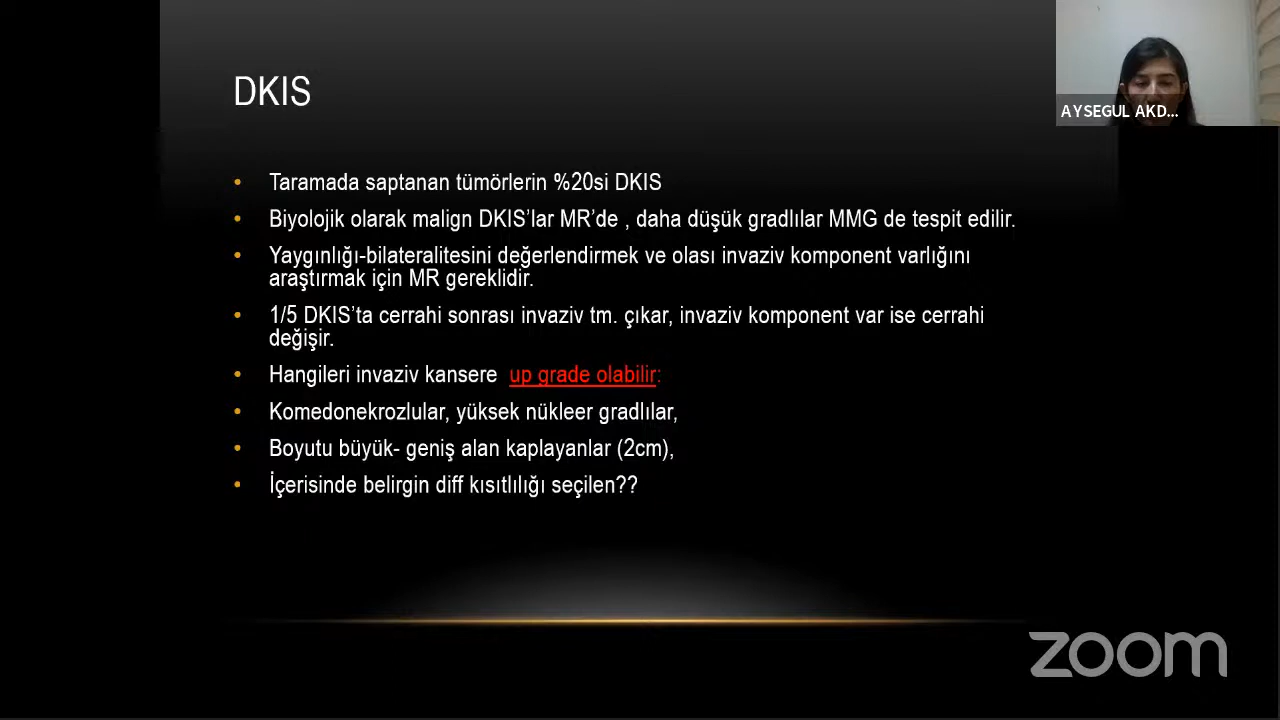 DKIS
AYSEGUL AKD...
• Taramada saptanan tümörlerin %20si DKIS
• Biyolojik olarak malign DKIS’lar MR’de , daha düşük gradlılar MMG de tespit edilir.
• Yaygınlığı-bilateralitesini değerlendirmek ve olası invaziv komponent varlığını
araştırmak için MR gereklidir.
• 1/5 DKIS’ta cerrahi sonrası invaziv tm. çıkar, invaziv komponent var ise cerrahi
değişir.
• Hangileri invaziv kansere up grade olabilir:
• Komedonekrozlular, yüksek nükleer gradlılar,
• Boyutu büyük- geniş alan kaplayanlar (2cm),
• İçerisinde belirgin diff kısıtlılığı seçilen??
zoom